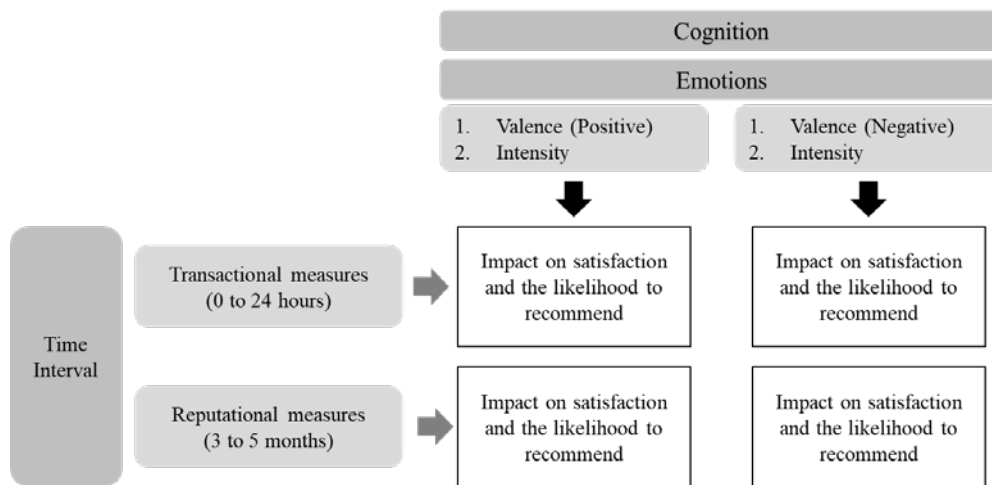 Cognition
Emotions
1. Valence (Positive)
2. Intensity
1. Valence (Negative)
2. Intensity
Time
Interval
Transactional measures
(0 to 24 hours)
Impact on satisfaction
and the likelihood to
recommend
Impact on satisfaction
and the likelihood to
recommend
Reputational measures
(3 to 5 months)
Impact on satisfaction
and the likelihood to
recommend
Impact on satisfaction
and the likelihood to
recommend